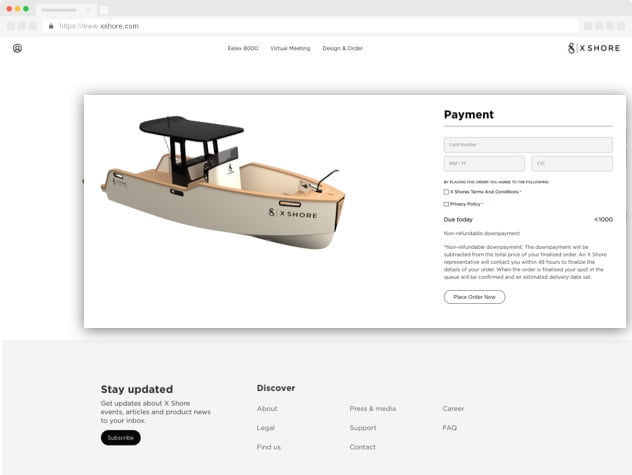 https://www.xshore.com
Eelex 8000 Virtual Meeting Design & Order
X SHORE
Payment
Card Number
MM / YY CVC
BY PLACING THIS ORDER YOU AGREE TO THE FOLLOWING:
X Shores Terms And Conditions *
Privacy Policy *
Due today €1000
Non-refundable downpayment
*Non-refundable downpayment. The downpayment will be
subtracted from the total price of your finalized order. An X Shore
representative will contact you within 48 hours to finalize the
details of your order. When the order is finalized your spot in the
queue will be confirmed and an estimated delivery date set.
Place Order Now
X SHORE
Stay updated
Get updates about X Shore
events, articles and product news
to your inbox.
Subscribe
Discover
About Press & media Career
Legal Support FAQ
Find us Contact